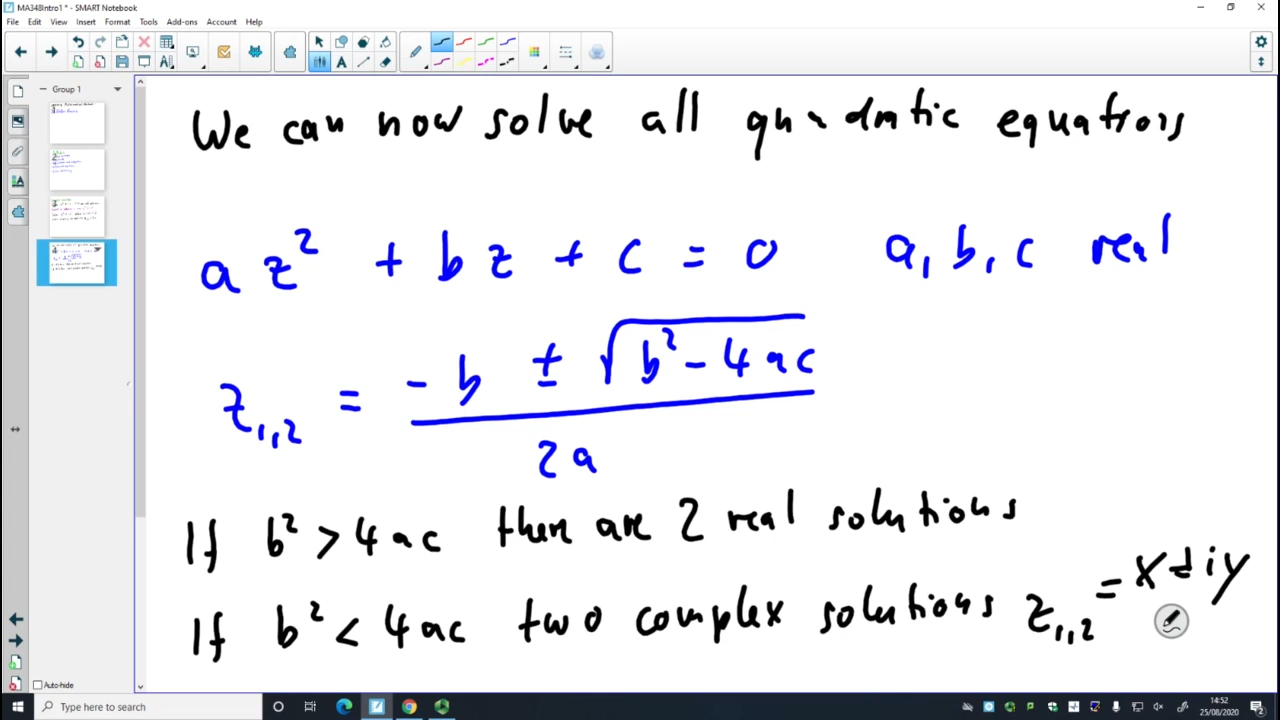 MA348Intro1 * - SMART Notebook
File Edit View Insert Format Tools Add-ons Account Help
Group 1
We can now solve all quadratic equations
a z² + b z + c = 0 a, b, c real
z₁,₂ = (-b ± √(b² - 4ac)) / 2a
If b² > 4ac there are 2 real solutions
If b² < 4ac two complex solutions z₁,₂ = x ± iy
Auto-hide
Type here to search
14:52
25/08/2020
2